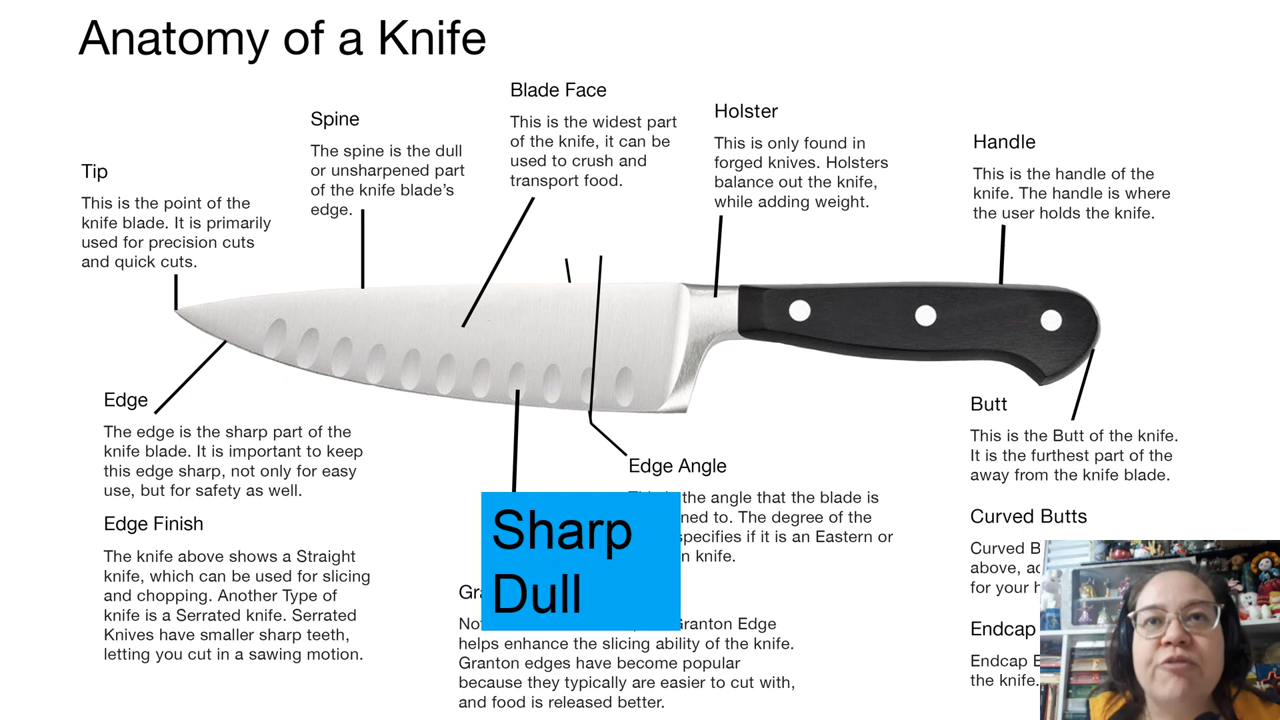 Anatomy of a Knife
Tip
This is the point of the
knife blade. It is primarily
used for precision cuts
and quick cuts.
Spine
The spine is the dull
or unsharpened part
of the knife blade’s
edge.
Blade Face
This is the widest part
of the knife, it can be
used to crush and
transport food.
Holster
This is only found in
forged knives. Holsters
balance out the knife,
while adding weight.
Handle
This is the handle of the
knife. The handle is where
the user holds the knife.
Edge
The edge is the sharp part of the
knife blade. It is important to keep
this edge sharp, not only for easy
use, but for safety as well.
Edge Finish
The knife above shows a Straight
knife, which can be used for slicing
and chopping. Another Type of
knife is a Serrated knife. Serrated
Knives have smaller sharp teeth,
letting you cut in a sawing motion.
Edge Angle
the angle that the blade is
to. The degree of the
specifies if it is an Eastern or
knife.
Sharp
Dull
Granton Edge
helps enhance the slicing ability of the knife.
Granton edges have become popular
because they typically are easier to cut with,
and food is released better.
Butt
This is the Butt of the knife.
It is the furthest part of the
away from the knife blade.
Curved Butts
Curved
above,
for your
Endcap
Endcap
the knife.